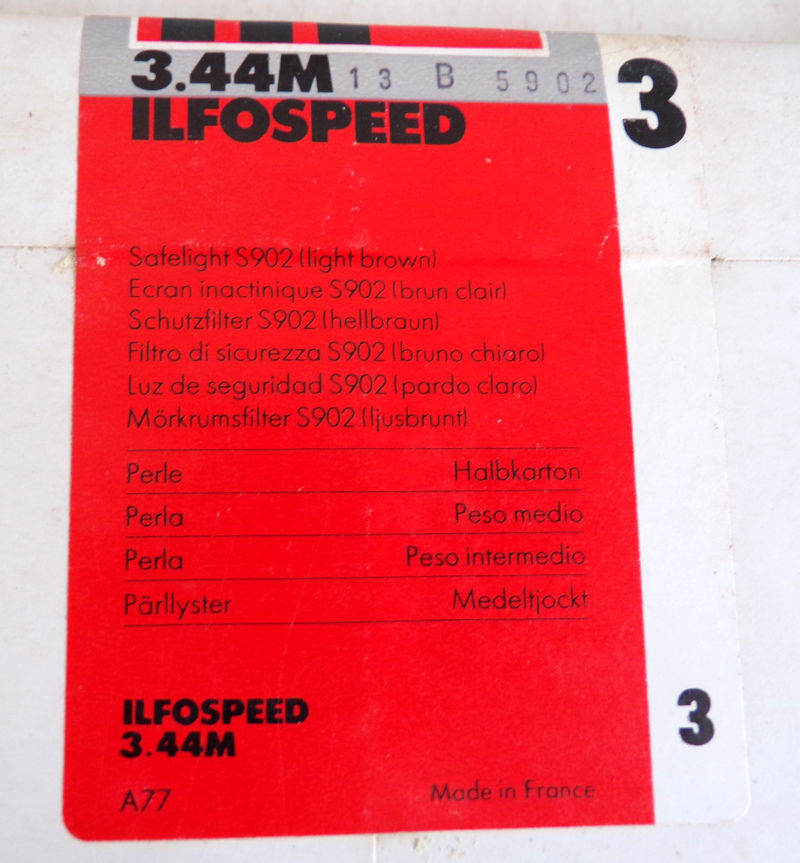 3.44M 13 B 5902 3
ILFOSPEED
Safelight S902 (light brown)
Ecran inactinique S902 (brun clair)
Schutzfilter S902 (hellbraun)
Filtro di sicurezza S902 (bruno chiaro)
Luz de seguridad S902 (pardo claro)
Mörkrumsfilter S902 (ljusbrunt)
Perle Halbkarton
Perla Peso medio
Perla Peso intermedio
Pärllyster Medeltjockt
ILFOSPEED 3
3.44M
A77 Made in France